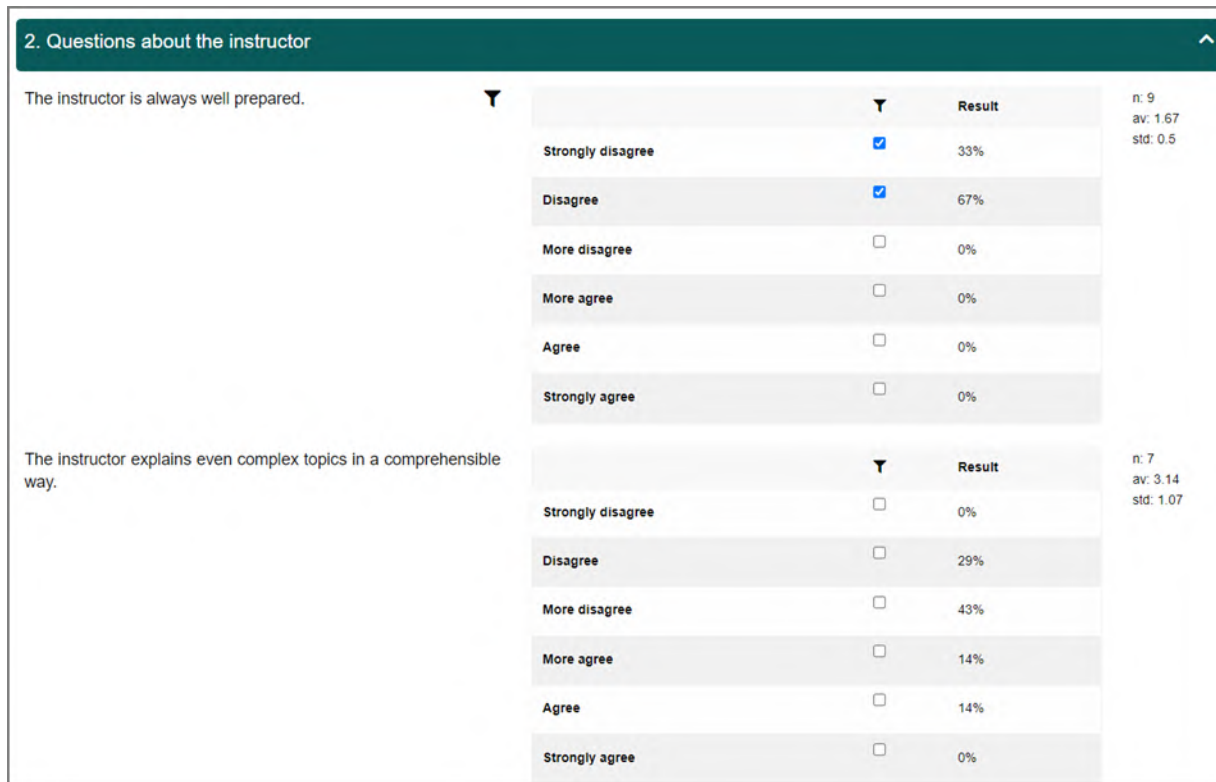 2. Questions about the instructor
The instructor is always well prepared.
Result
Strongly disagree 33%
Disagree 67%
More disagree 0%
More agree 0%
Agree 0%
Strongly agree 0%
n: 9
av: 1.67
std: 0.5
The instructor explains even complex topics in a comprehensible
way.
Result
Strongly disagree 0%
Disagree 29%
More disagree 43%
More agree 14%
Agree 14%
Strongly agree 0%
n: 7
av: 3.14
std: 1.07